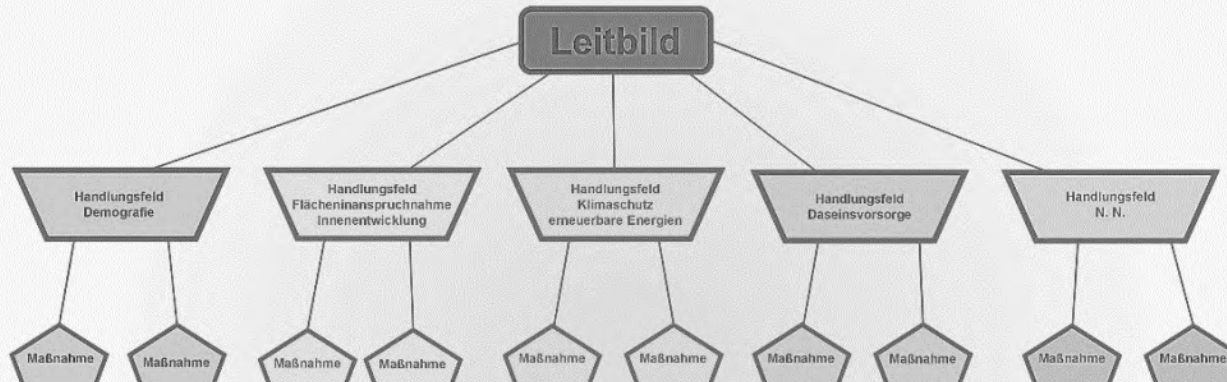 Leitbild
Handlungsfeld
Demografie
Handlungsfeld
Flächeninanspruchnahme
Innenentwicklung
Handlungsfeld
Klimaschutz
erneuerbare Energien
Handlungsfeld
Daseinsvorsorge
Handlungsfeld
N. N.
Maßnahme
Maßnahme
Maßnahme
Maßnahme
Maßnahme
Maßnahme
Maßnahme
Maßnahme
Maßnahme
Maßnahme